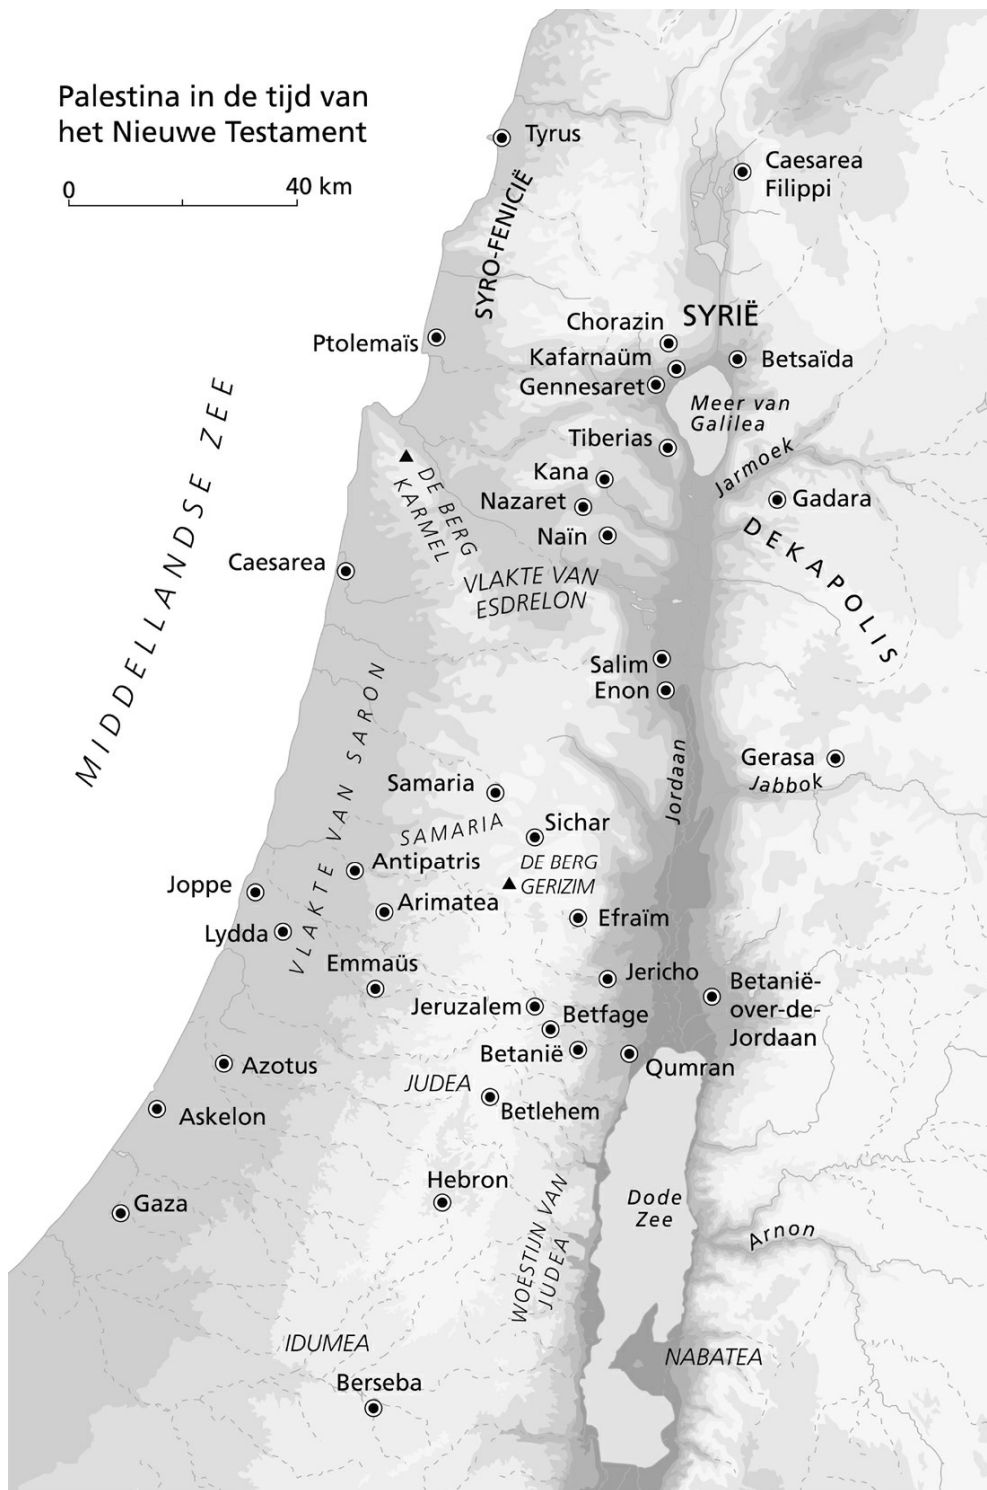 Palestina in de tijd van
het Nieuwe Testament
0
40 km
Tyrus
Caesarea
Filippi
SYRO-FENICIË
SYRIË
Chorazin
Ptolemaïs
Kafarnaüm
Betsaïda
Gennesaret
Meer van
Galilea
MIDDELLANDSE ZEE
Tiberias
Jarmoek
DE BERG
KARMEL
Kana
Nazaret
Gadara
Naïn
DEKAPOLIS
Caesarea
VLAKTE VAN
ESDRELON
Salim
Enon
VLAKTE VAN SARON
Jordaan
Gerasa
Jabbok
Samaria
SAMARIA
Sichar
Antipatris
DE BERG
GERIZIM
Joppe
Arimatea
Efraïm
Lydda
Emmaüs
Jericho
Betanië-
over-de-
Jordaan
Jeruzalem
Betfage
Betanië
Qumran
Azotus
JUDEA
Betlehem
Askelon
Hebron
Gaza
WOESTIJN VAN
JUDEA
Dode
Zee
Arnon
IDUMEA
NABATEA
Berseba